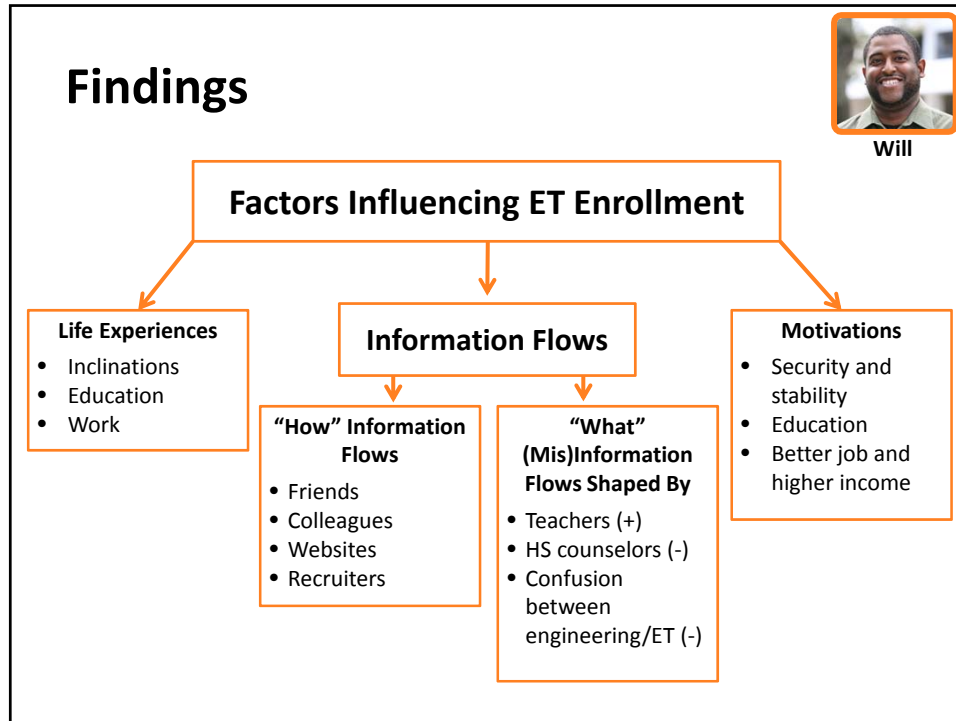 Findings
Will
Factors Influencing ET Enrollment
Life Experiences
• Inclinations
• Education
• Work
Information Flows
“How” Information
Flows
• Friends
• Colleagues
• Websites
• Recruiters
“What”
(Mis)Information
Flows Shaped By
• Teachers (+)
• HS counselors (-)
• Confusion
between
engineering/ET (-)
Motivations
• Security and
stability
• Education
• Better job and
higher income